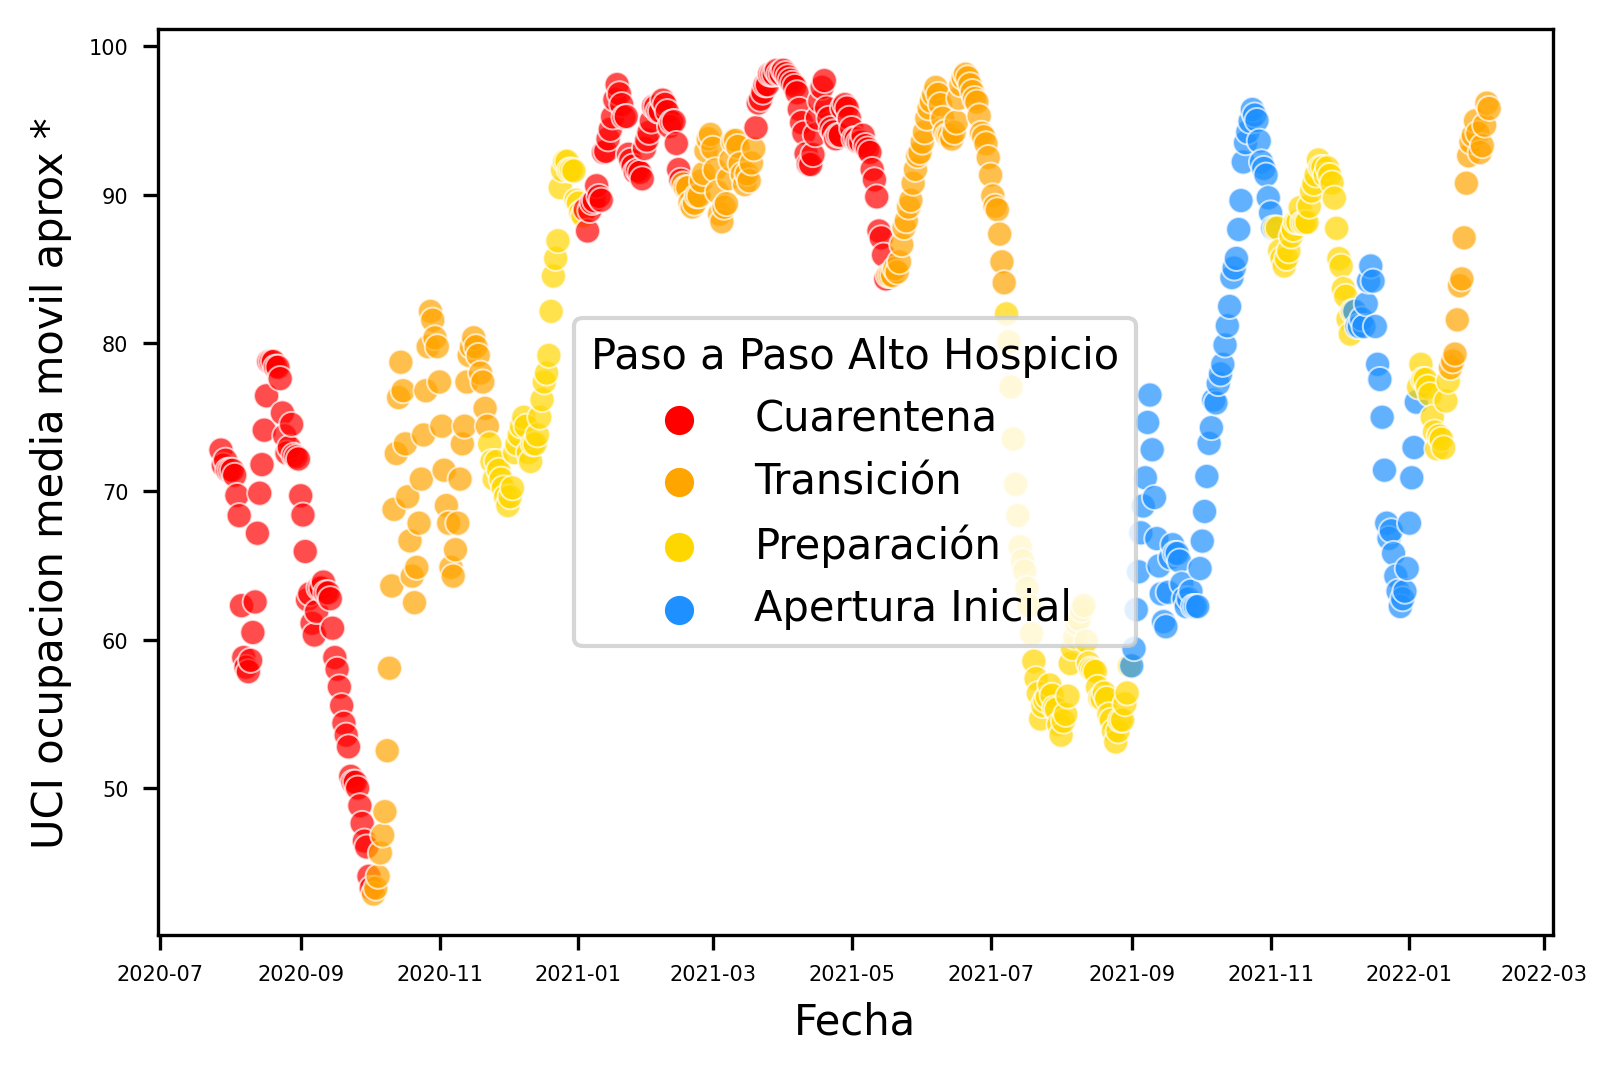 100
90
80
70
60
50
UCI ocupacion media movil aprox *
Paso a Paso Alto Hospicio
Cuarentena
Transición
Preparación
Apertura Inicial
2020-07 2020-09 2020-11 2021-01 2021-03 2021-05 2021-07 2021-09 2021-11 2022-01 2022-03
Fecha